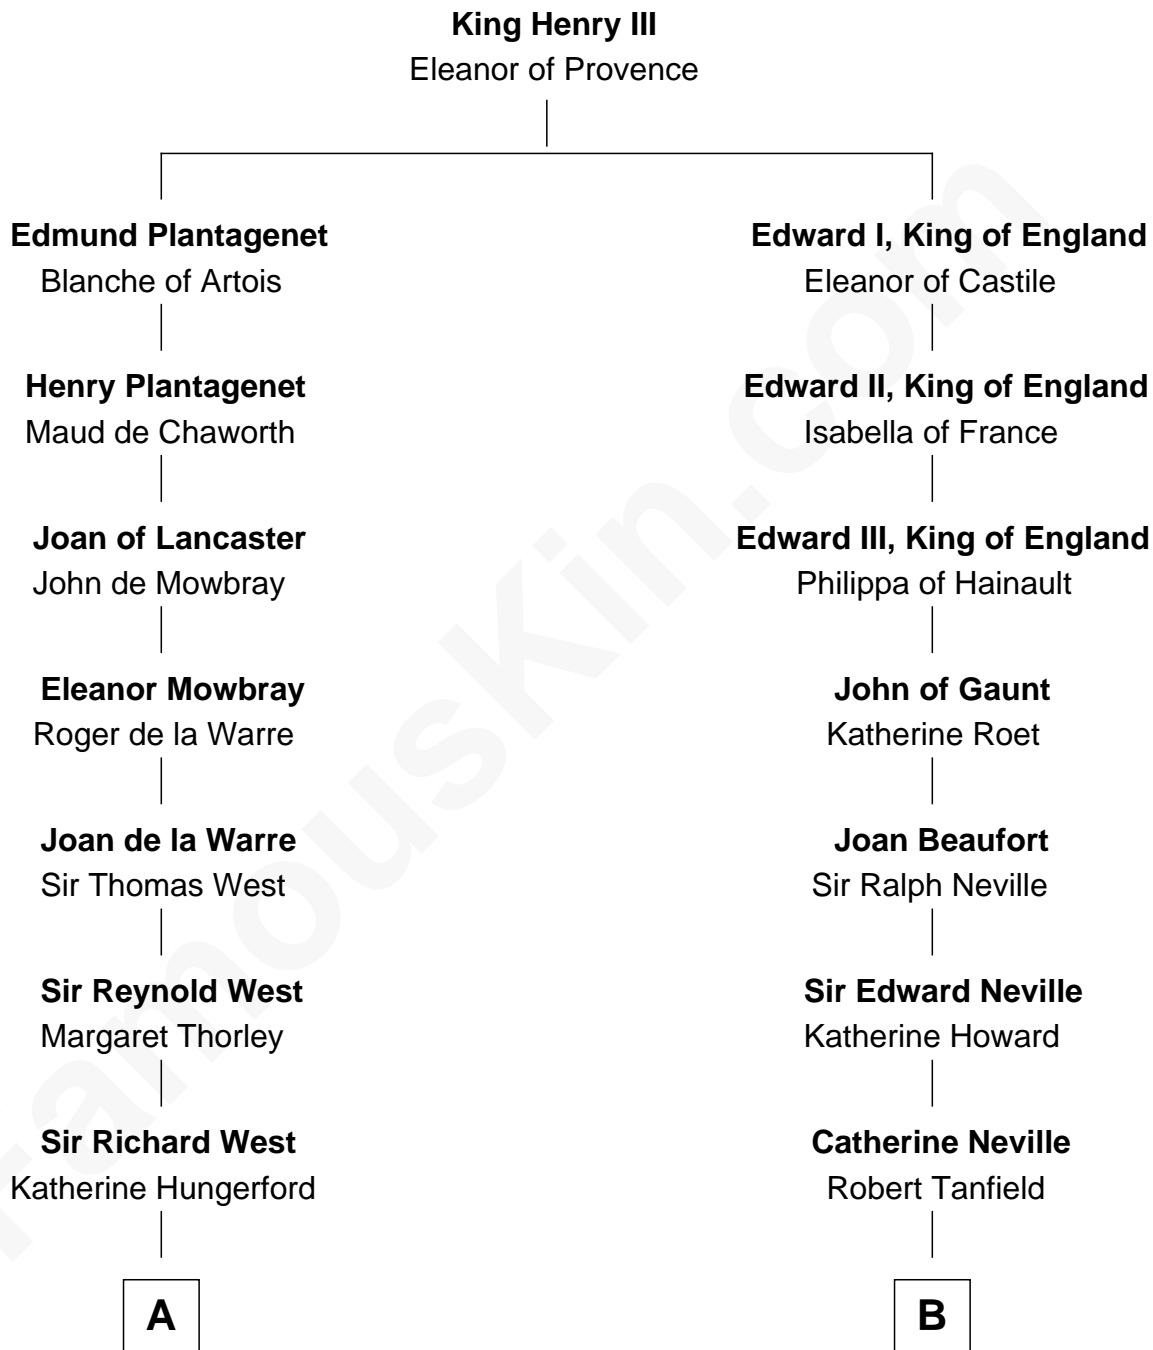 King Henry III
Eleanor of Provence
Edmund Plantagenet
Blanche of Artois
Henry Plantagenet
Maud de Chaworth
Joan of Lancaster
John de Mowbray
Eleanor Mowbray
Roger de la Warre
Joan de la Warre
Sir Thomas West
Sir Reynold West
Margaret Thorley
Sir Richard West
Katherine Hungerford
A
Edward I, King of England
Eleanor of Castile
Edward II, King of England
Isabella of France
Edward III, King of England
Philippa of Hainault
John of Gaunt
Katherine Roet
Joan Beaufort
Sir Ralph Neville
Sir Edward Neville
Katherine Howard
Catherine Neville
Robert Tanfield
B
FamousKin.com